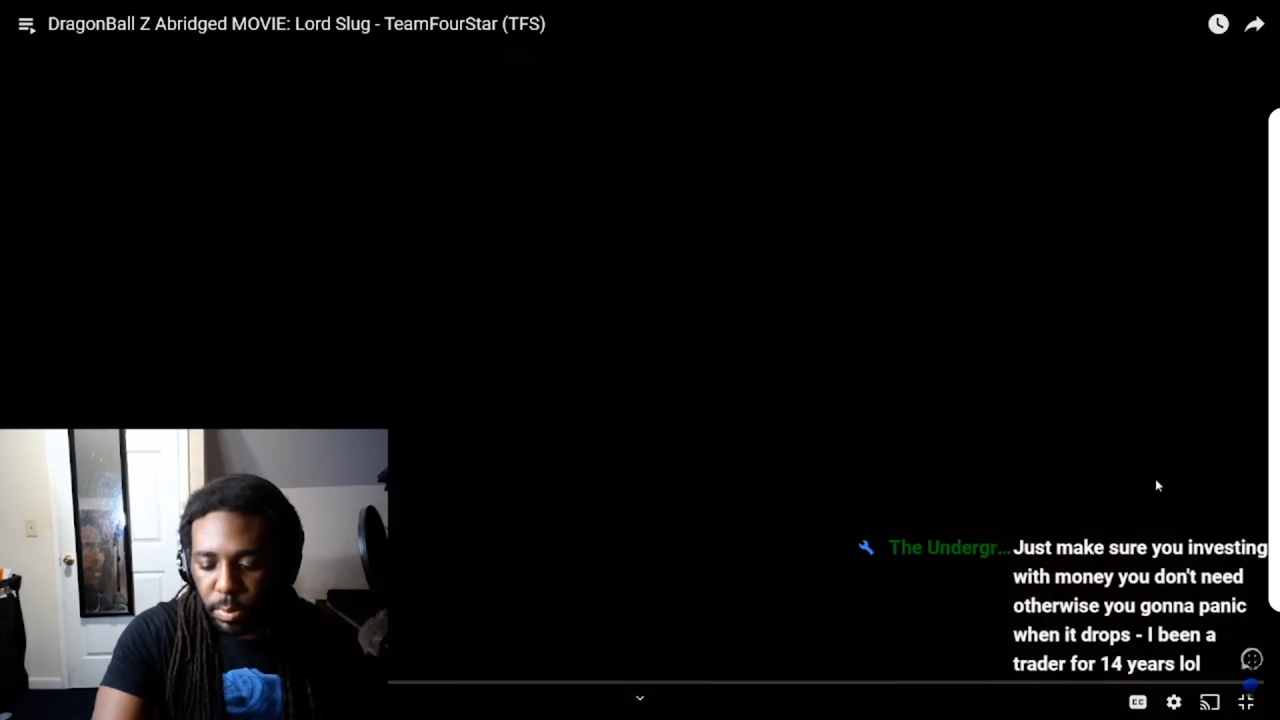 DragonBall Z Abridged MOVIE: Lord Slug - TeamFourStar (TFS)
The Undergr... Just make sure you investing
with money you don't need
otherwise you gonna panic
when it drops - I been a
trader for 14 years lol
CC